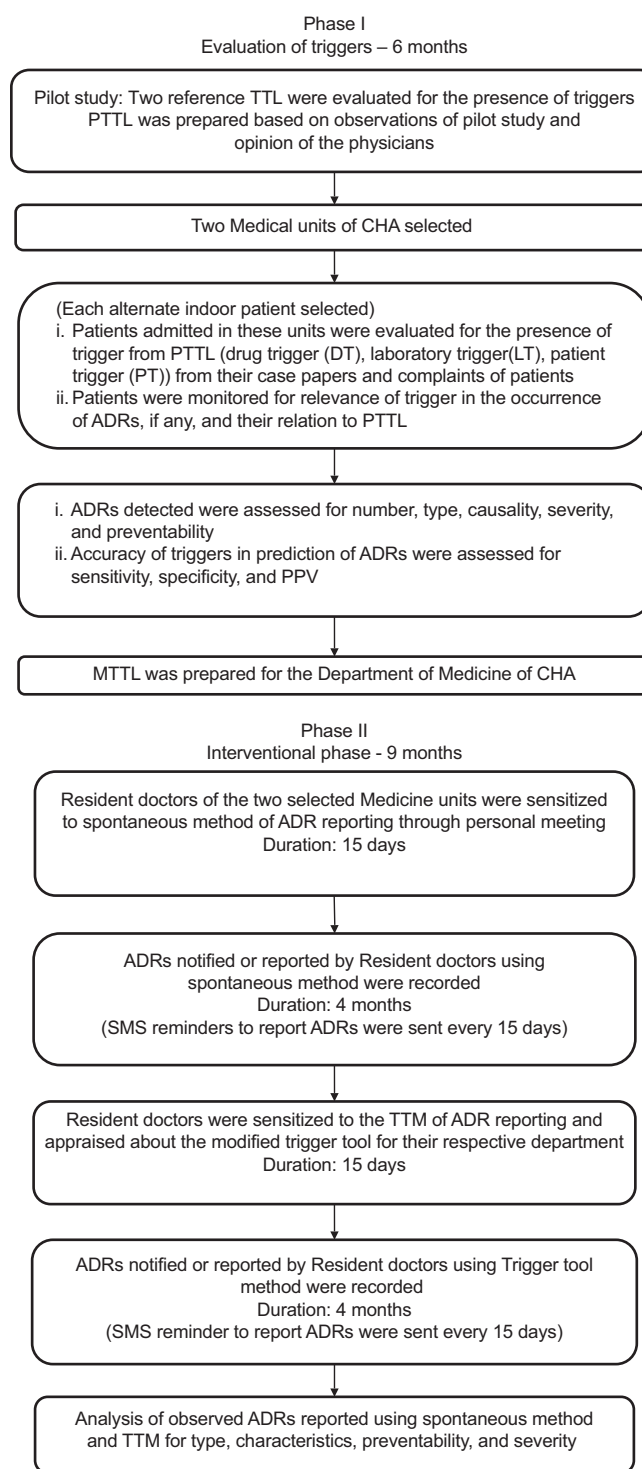 Phase I
Evaluation of triggers – 6 months
Pilot study: Two reference TTL were evaluated for the presence of triggers
PTTL was prepared based on observations of pilot study and
opinion of the physicians
Two Medical units of CHA selected
(Each alternate indoor patient selected)
i. Patients admitted in these units were evaluated for the presence of
trigger from PTTL (drug trigger (DT), laboratory trigger(LT), patient
trigger (PT)) from their case papers and complaints of patients
ii. Patients were monitored for relevance of trigger in the occurrence
of ADRs, if any, and their relation to PTTL
i. ADRs detected were assessed for number, type, causality, severity,
and preventability
ii. Accuracy of triggers in prediction of ADRs were assessed for
sensitivity, specificity, and PPV
MTTL was prepared for the Department of Medicine of CHA
Phase II
Interventional phase - 9 months
Resident doctors of the two selected Medicine units were sensitized
to spontaneous method of ADR reporting through personal meeting
Duration: 15 days
ADRs notified or reported by Resident doctors using
spontaneous method were recorded
Duration: 4 months
(SMS reminders to report ADRs were sent every 15 days)
Resident doctors were sensitized to the TTM of ADR reporting and
appraised about the modified trigger tool for their respective department
Duration: 15 days
ADRs notified or reported by Resident doctors using Trigger tool
method were recorded
Duration: 4 months
(SMS reminder to report ADRs were sent every 15 days)
Analysis of observed ADRs reported using spontaneous method
and TTM for type, characteristics, preventability, and severity